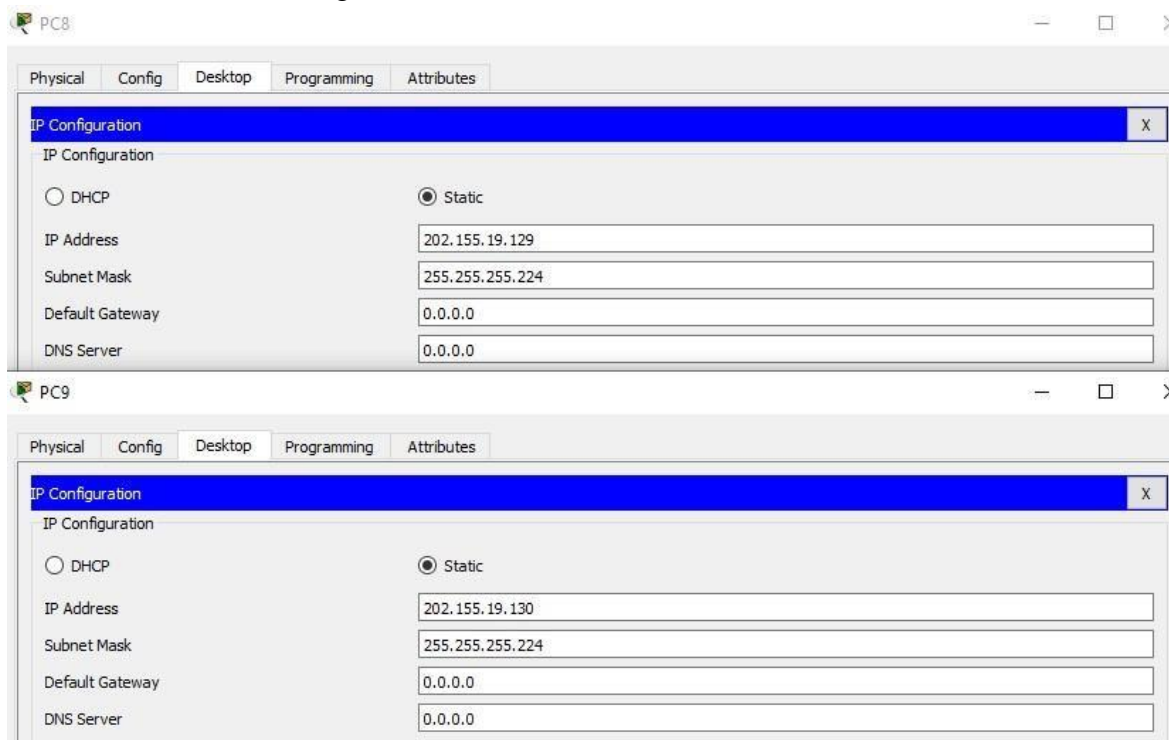 PC8
Physical Config Desktop Programming Attributes
IP Configuration X
IP Configuration
DHCP Static
IP Address 202.155.19.129
Subnet Mask 255.255.255.224
Default Gateway 0.0.0.0
DNS Server 0.0.0.0
PC9
Physical Config Desktop Programming Attributes
IP Configuration X
IP Configuration
DHCP Static
IP Address 202.155.19.130
Subnet Mask 255.255.255.224
Default Gateway 0.0.0.0
DNS Server 0.0.0.0